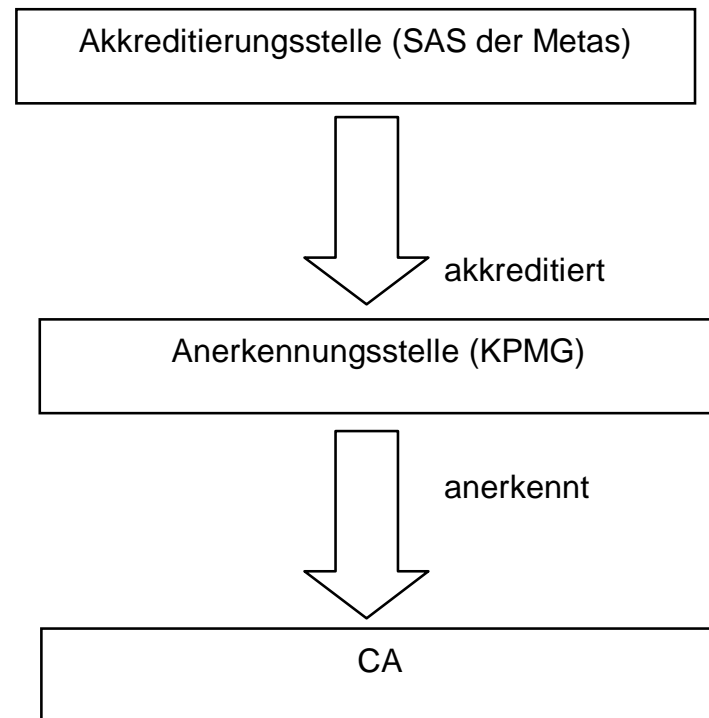 Akkreditierungsstelle (SAS der Metas)
akkreditiert
Anerkennungsstelle (KPMG)
anerkennt
CA